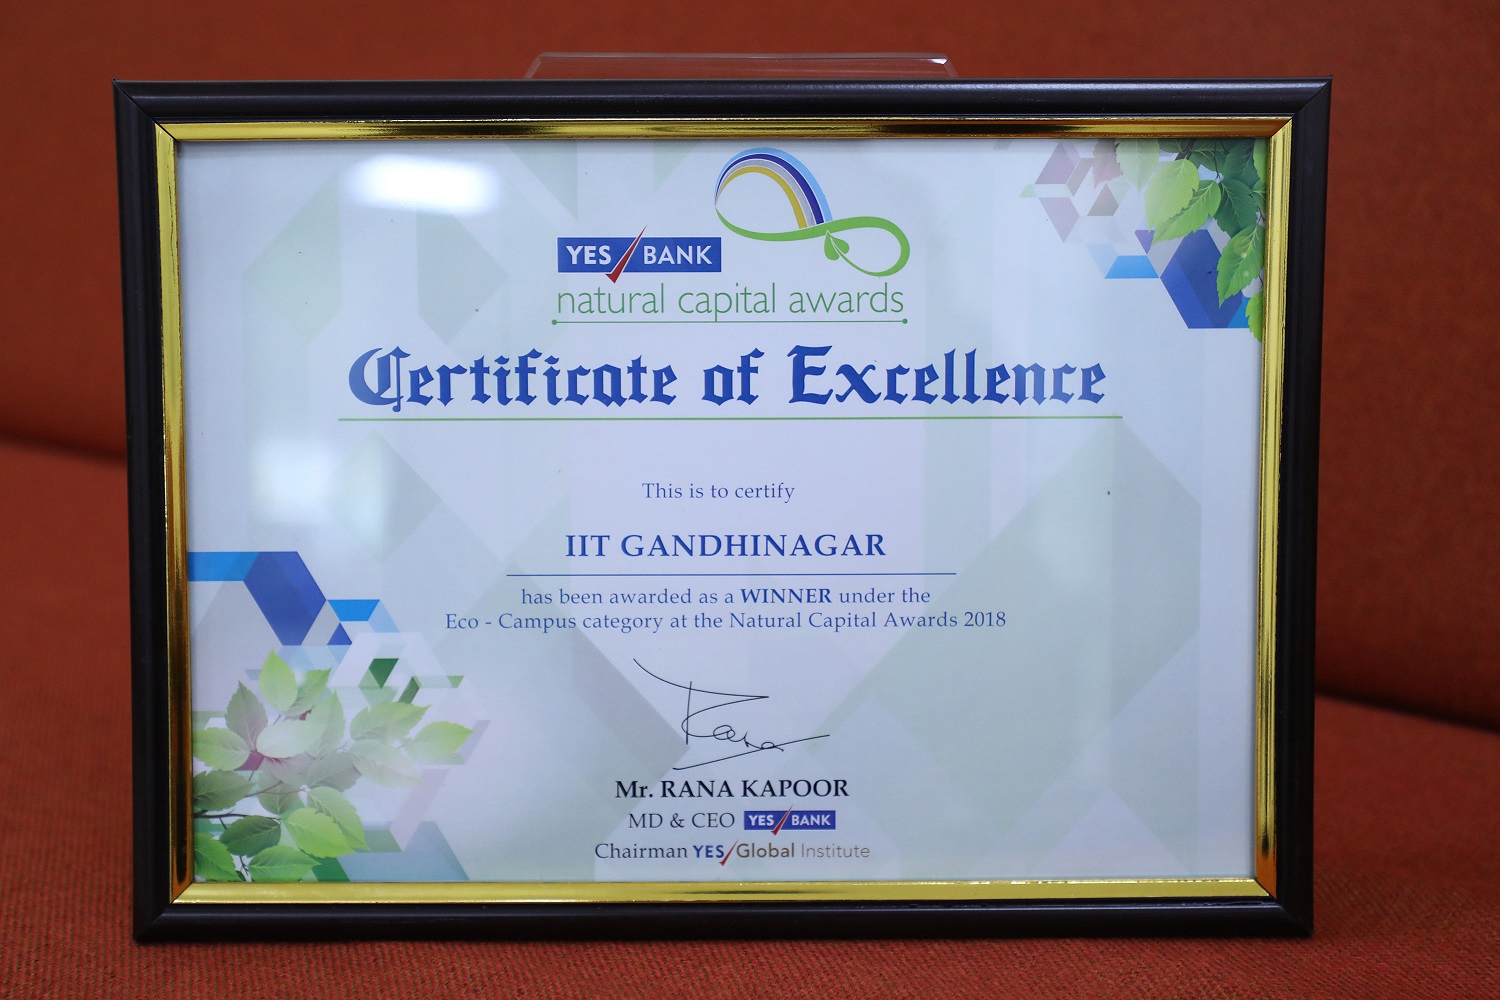 YES BANK
natural capital awards
Certificate of Excellence
This is to certify
IIT GANDHINAGAR
has been awarded as a WINNER under the
Eco - Campus category at the Natural Capital Awards 2018
Rana
Mr. RANA KAPOOR
MD & CEO YES BANK
Chairman YES Global Institute